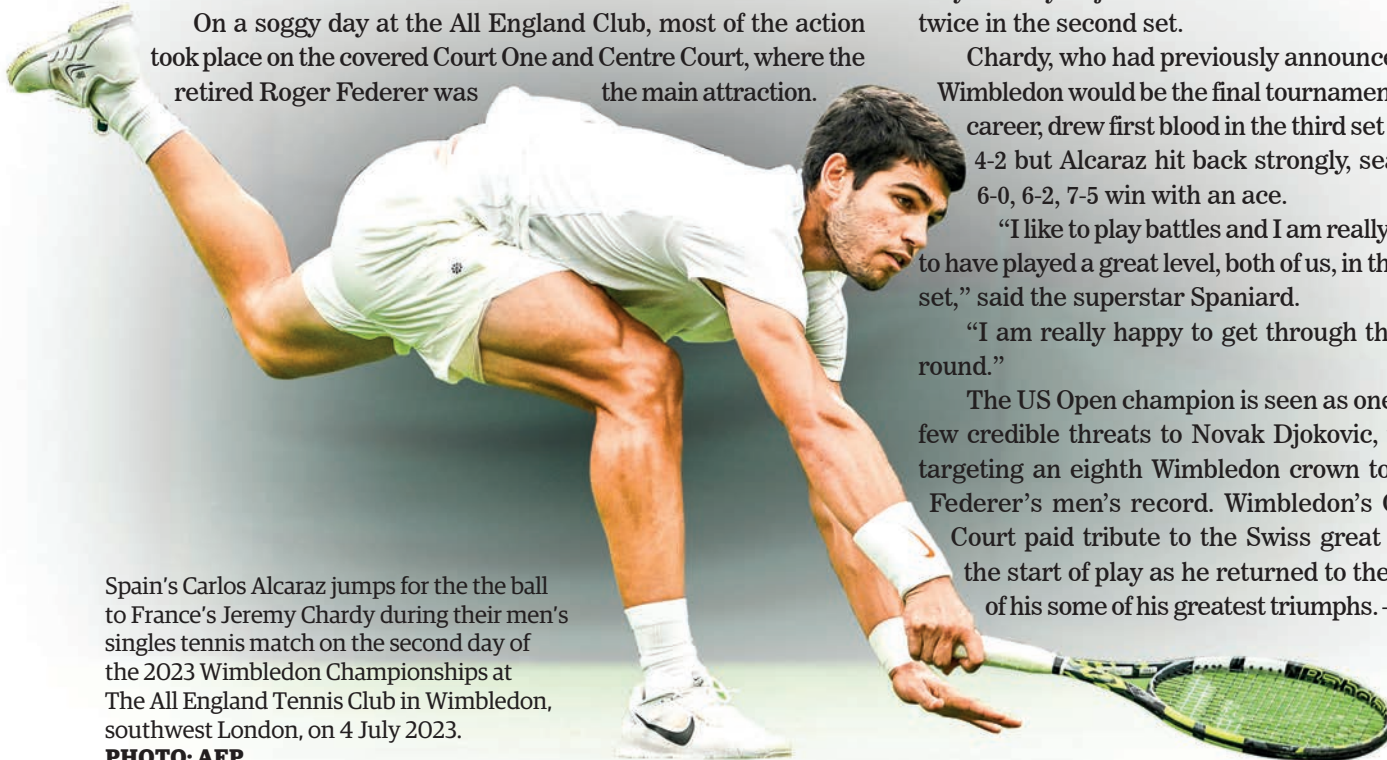 On a soggy day at the All England Club, most of the action
took place on the covered Court One and Centre Court, where the
retired Roger Federer was the main attraction.
twice in the second set.
Chardy, who had previously announce
Wimbledon would be the final tournamen
career, drew first blood in the third set
4-2 but Alcaraz hit back strongly, sea
6-0, 6-2, 7-5 win with an ace.
“I like to play battles and I am really
to have played a great level, both of us, in th
set,” said the superstar Spaniard.
“I am really happy to get through th
round.”
The US Open champion is seen as one
few credible threats to Novak Djokovic,
targeting an eighth Wimbledon crown to
Federer’s men’s record. Wimbledon’s C
Court paid tribute to the Swiss great
the start of play as he returned to the
of his some of his greatest triumphs. -
Spain’s Carlos Alcaraz jumps for the the ball
to France’s Jeremy Chardy during their men’s
singles tennis match on the second day of
the 2023 Wimbledon Championships at
The All England Tennis Club in Wimbledon,
southwest London, on 4 July 2023.
PHOTO: AFP
Babolat